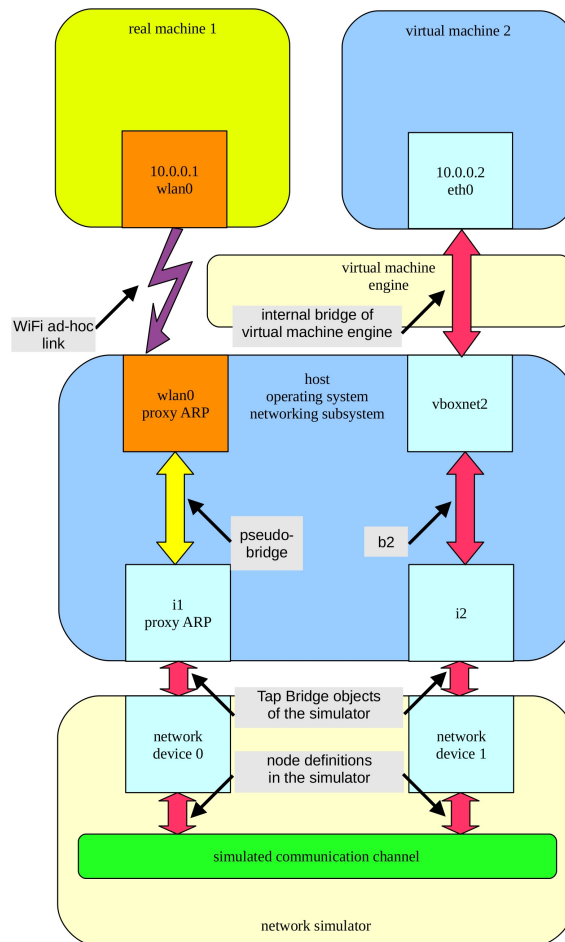 real machine 1
virtual machine 2
10.0.0.1
wlan0
10.0.0.2
eth0
virtual machine
engine
WiFi ad-hoc
link
internal bridge of
virtual machine engine
wlan0
proxy ARP
host
operating system
networking subsystem
vboxnet2
pseudo-
bridge
b2
i1
proxy ARP
i2
Tap Bridge objects
of the simulator
network
device 0
network
device 1
node definitions
in the simulator
simulated communication channel
network simulator